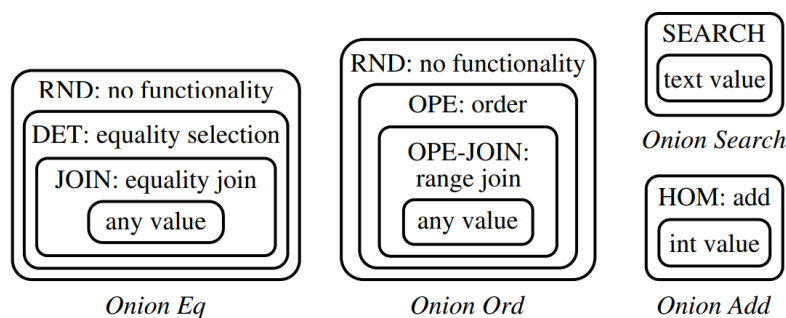 RND: no functionality
DET: equality selection
JOIN: equality join
any value
Onion Eq
RND: no functionality
OPE: order
OPE-JOIN:
range join
any value
Onion Ord
SEARCH
text value
Onion Search
HOM: add
int value
Onion Add